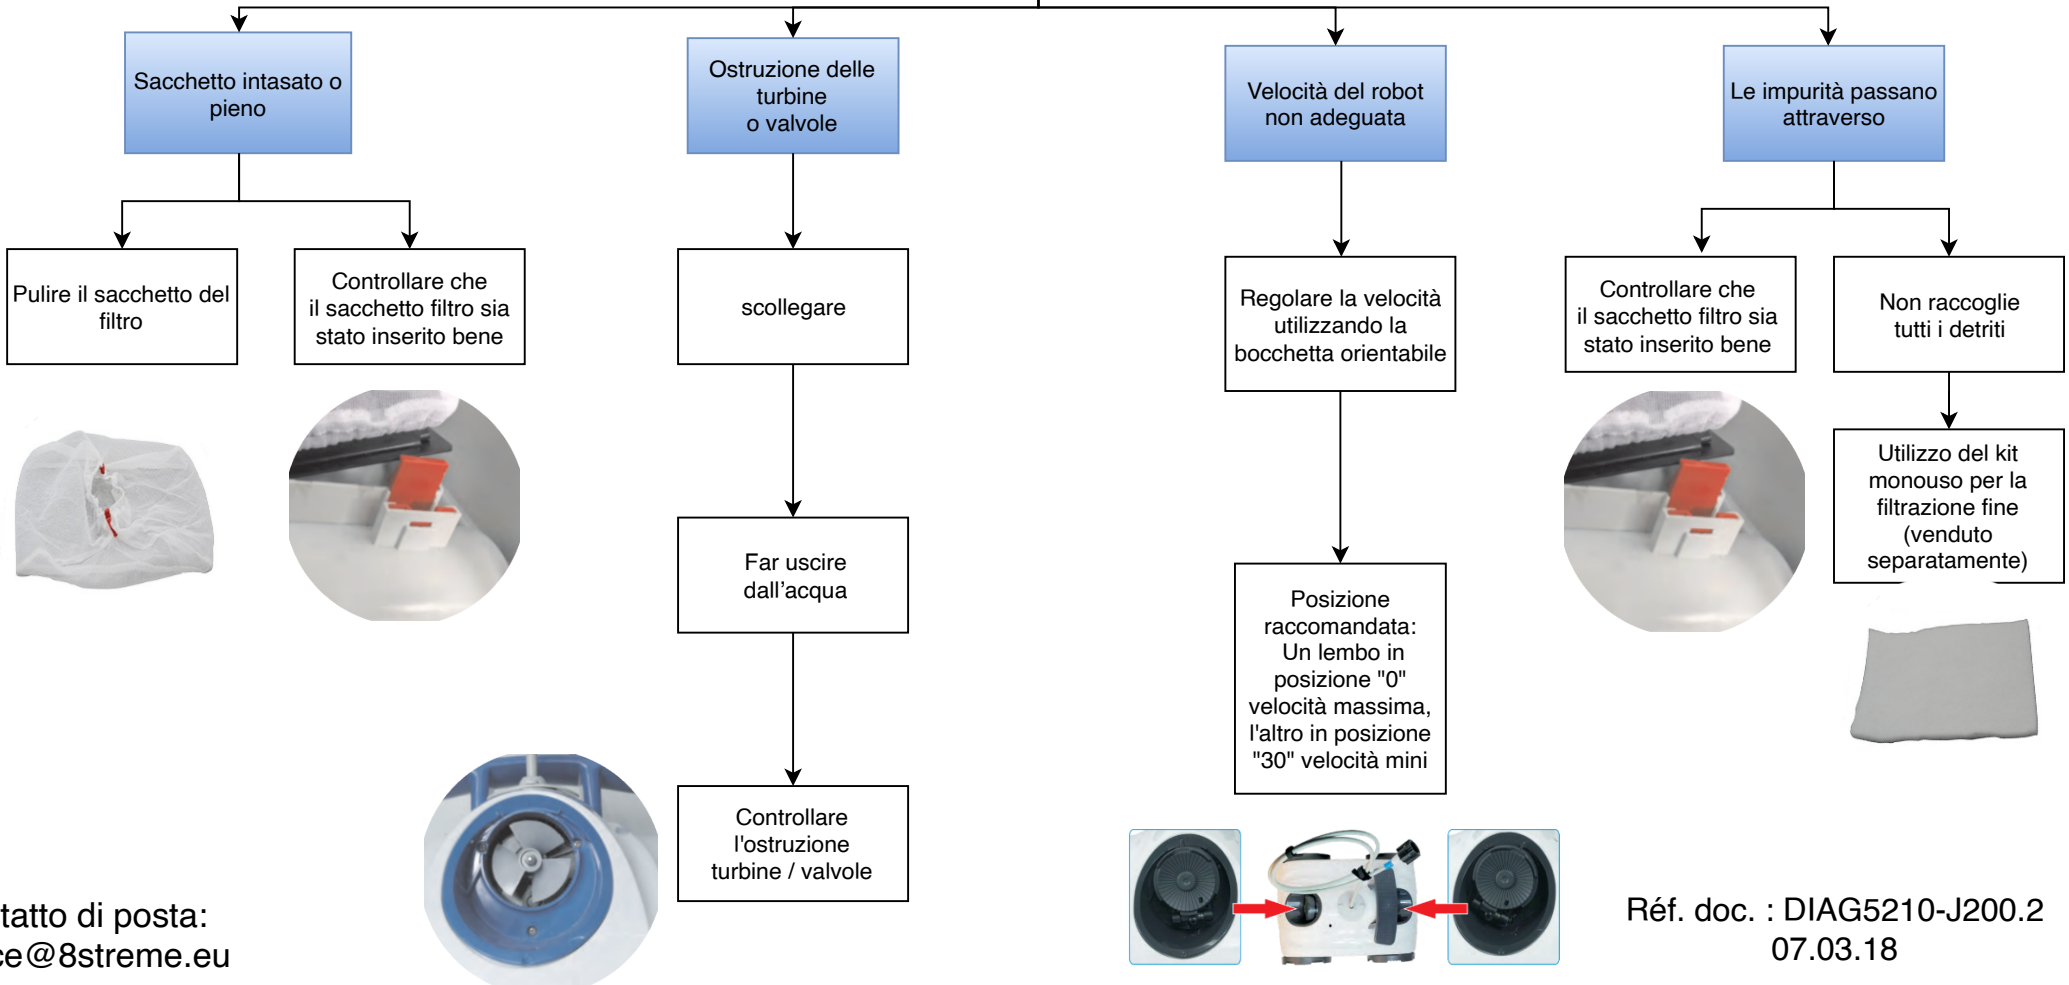 Sacchetto intasato o
pieno
Ostruzione delle
turbine
o valvole
Velocità del robot
non adeguata
Le impurità passano
attraverso
Pulire il sacchetto del
filtro
Controllare che
il sacchetto filtro sia
stato inserito bene
scollegare
Regolare la velocità
utilizzando la
bocchetta orientabile
Controllare che
il sacchetto filtro sia
stato inserito bene
Non raccoglie
tutti i detriti
Utilizzo del kit
monouso per la
filtrazione fine
(venduto
separatamente)
Far uscire
dall’acqua
Posizione
raccomandata:
Un lembo in
posizione "0"
velocità massima,
l'altro in posizione
"30" velocità mini
Controllare
l'ostruzione
turbine / valvole
tatto di posta:
ce@8streme.eu
Réf. doc. : DIAG5210-J200.2
07.03.18